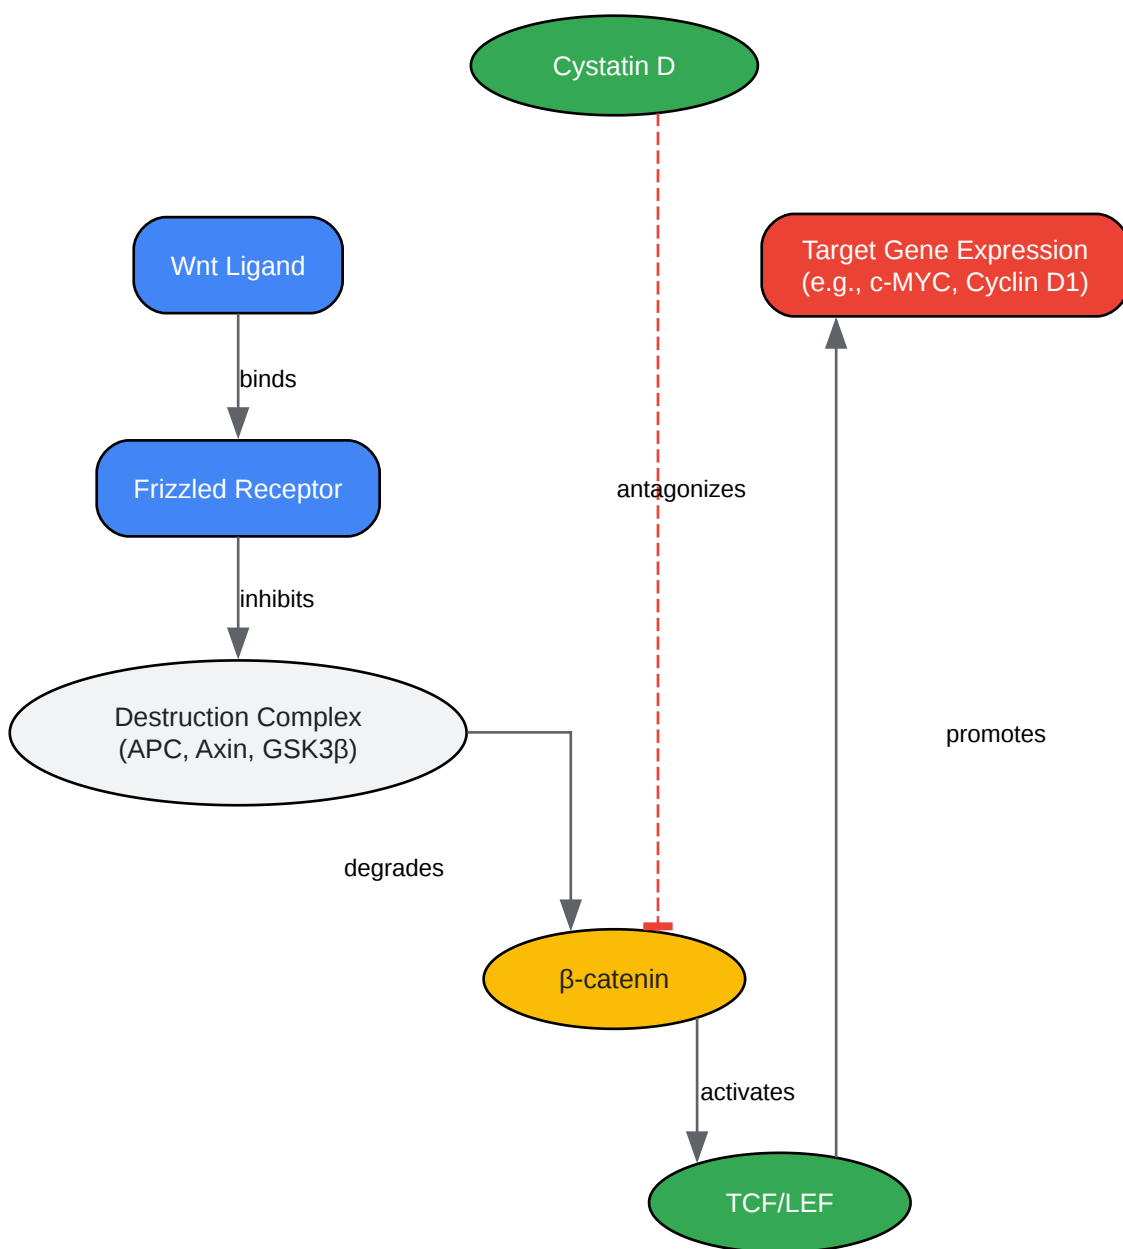 Cystatin D
Wnt Ligand
Target Gene Expression
(e.g., c-MYC, Cyclin D1)
binds
Frizzled Receptor
antagonizes
inhibits
Destruction Complex
(APC, Axin, GSK3β)
promotes
degrades
β-catenin
activates
TCF/LEF